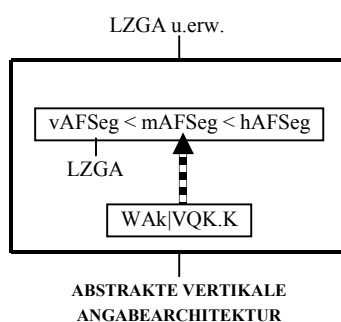 LZGA u.erw.
vAFSeg < mAFSeg < hAFSeg
LZGA
WAk|VQK.K
ABSTRAKTE VERTIKALE
ANGABEARCHITEKTUR